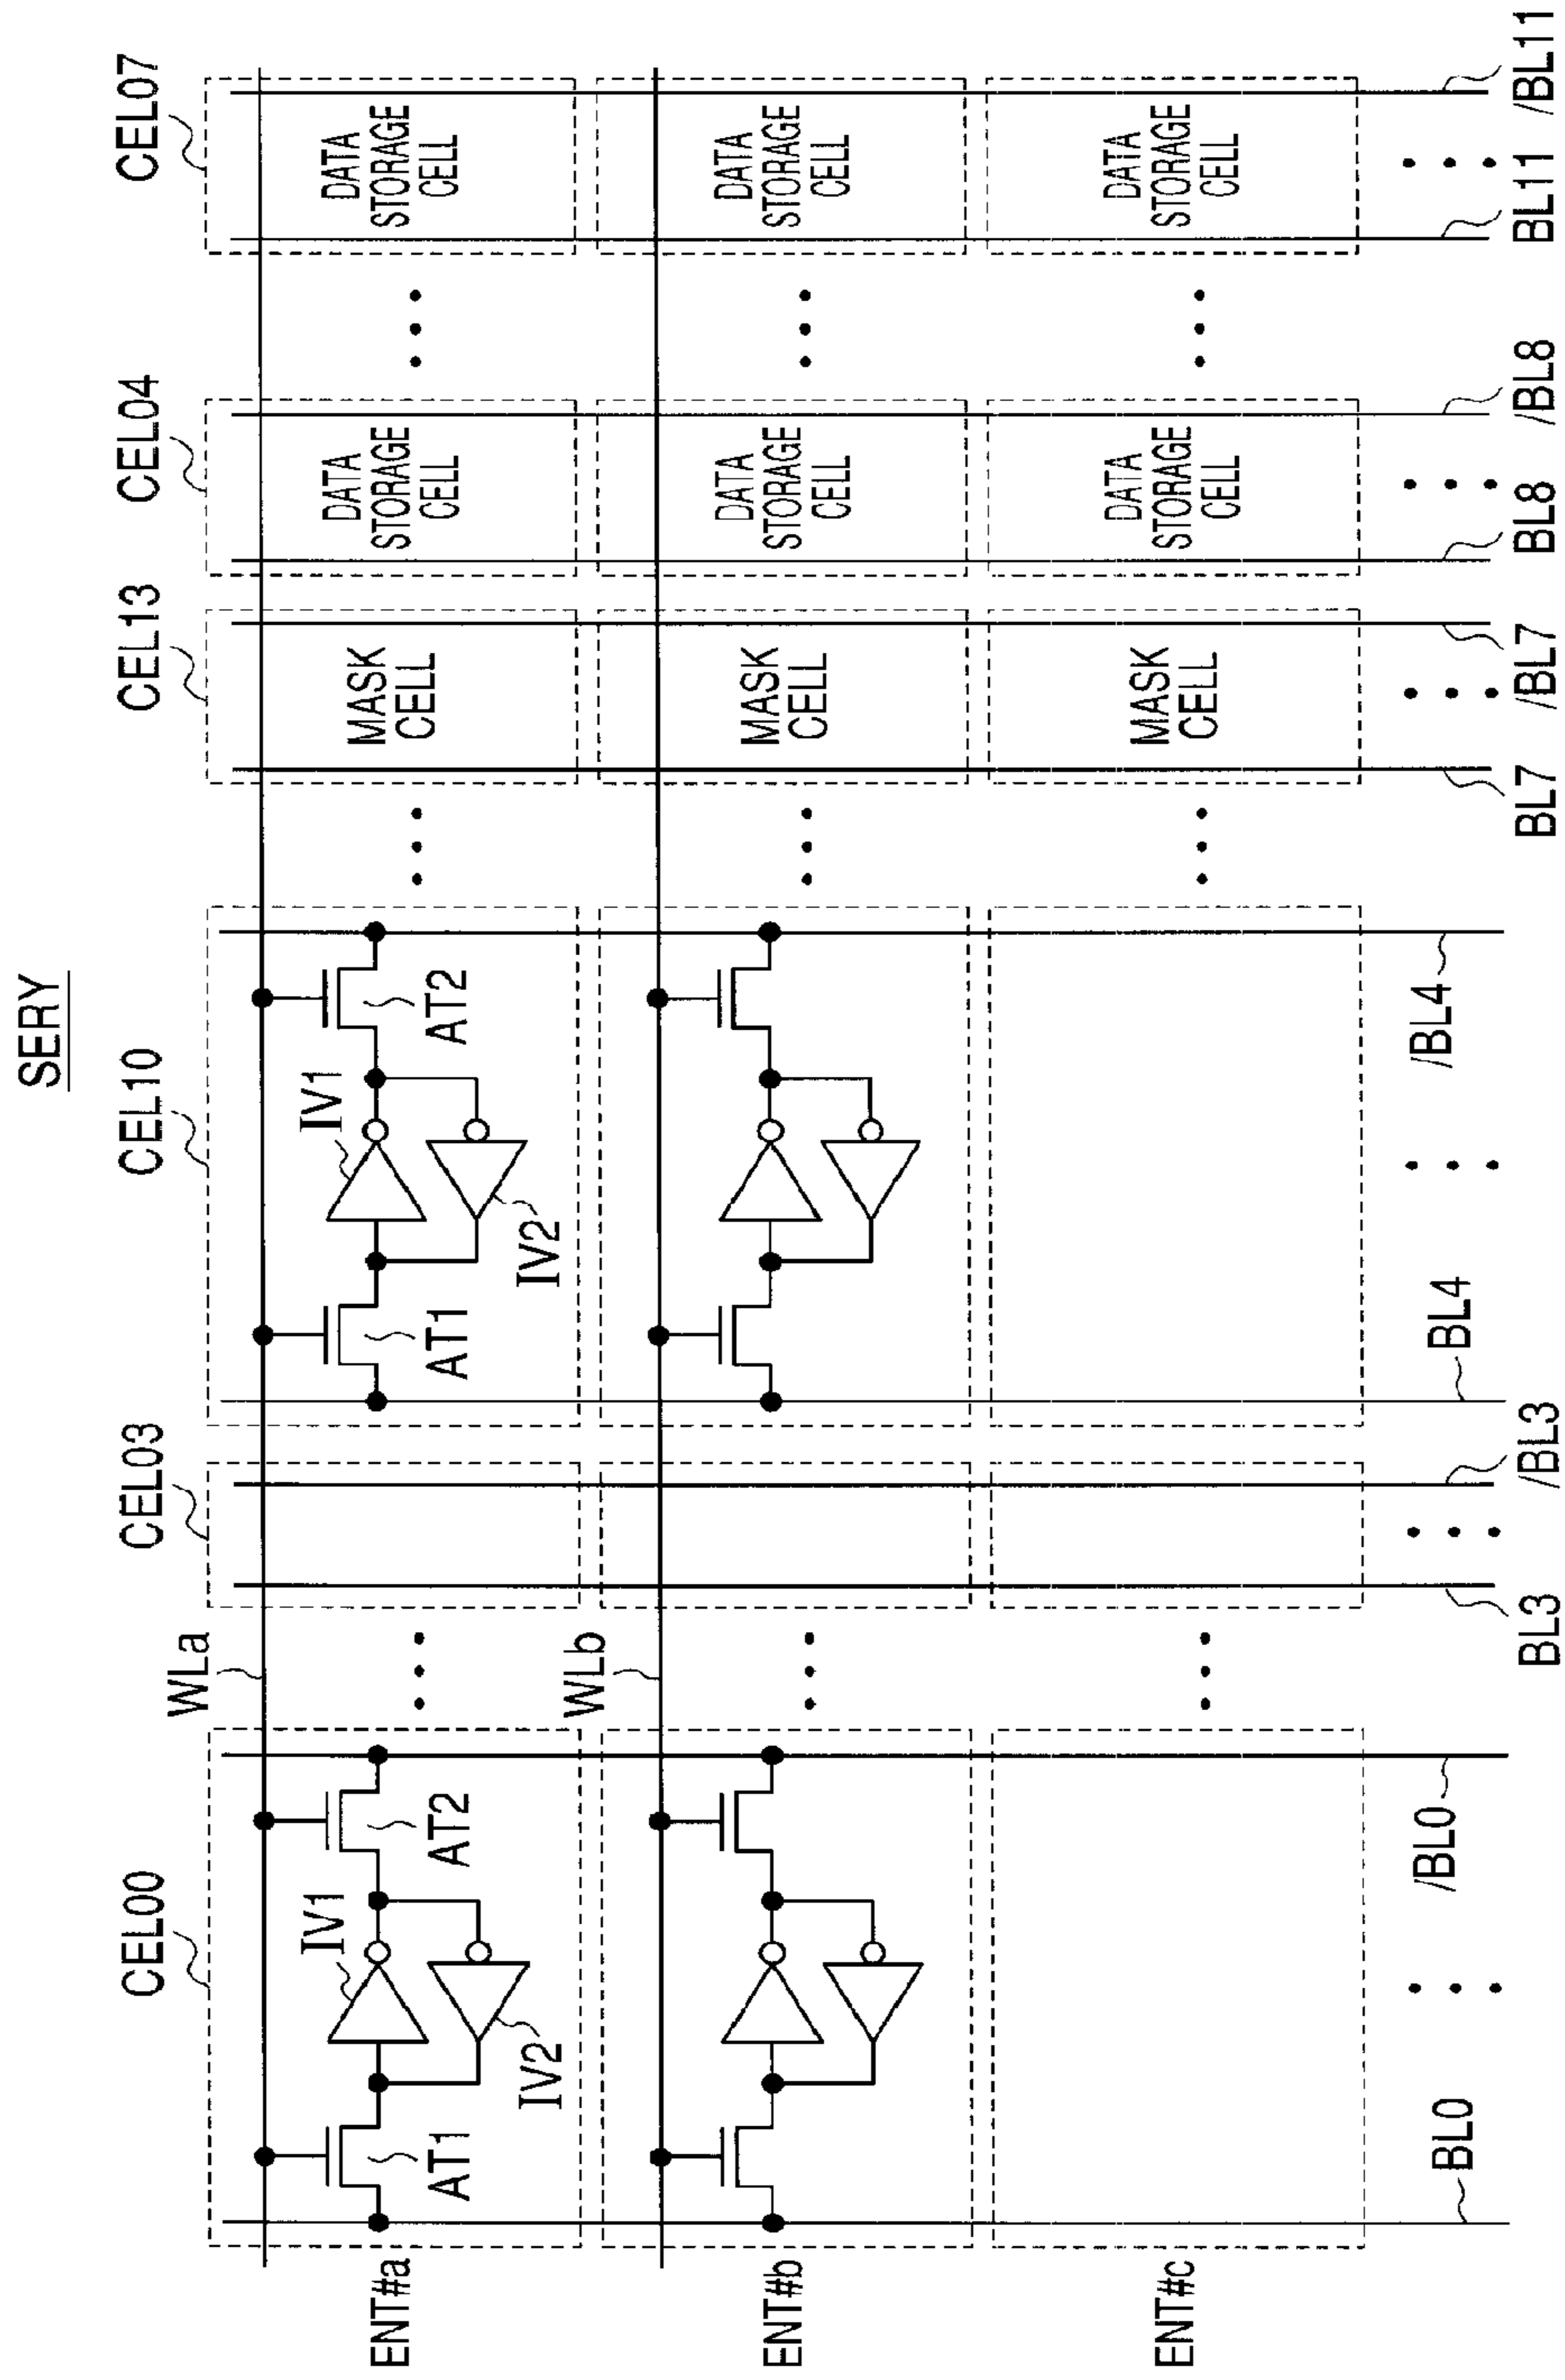 SERY
CEL00
CEL03
CEL10
CEL13
CEL04
CEL07
WLa
ENT#a
AT1
IV1
IV2
AT2
AT1
IV1
IV2
AT2
MASK
CELL
DATA
STORAGE
CELL
DATA
STORAGE
CELL
WLb
ENT#b
MASK
CELL
DATA
STORAGE
CELL
DATA
STORAGE
CELL
ENT#c
MASK
CELL
DATA
STORAGE
CELL
DATA
STORAGE
CELL
BL0
/BL0
BL3
/BL3
BL4
/BL4
BL7
/BL7
BL8
/BL8
BL11
/BL11